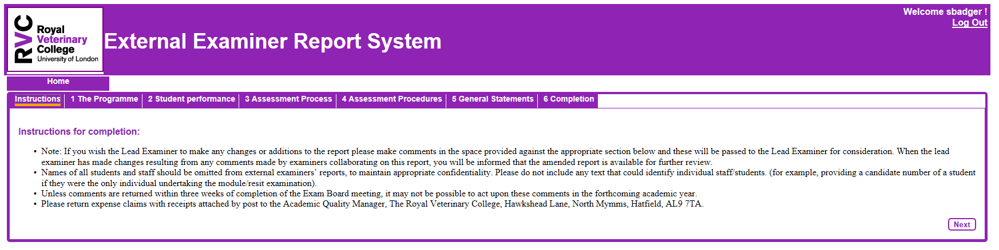 Welcome sbadger !
Log Out
RVC
Royal
Veterinary
College
University of London
External Examiner Report System
Home
Instructions 1 The Programme 2 Student performance 3 Assessment Process 4 Assessment Procedures 5 General Statements 6 Completion
Instructions for completion:
• Note: If you wish the Lead Examiner to make any changes or additions to the report please make comments in the space provided against the appropriate section below and these will be passed to the Lead Examiner for consideration. When the lead
examiner has made changes resulting from any comments made by examiners collaborating on this report, you will be informed that the amended report is available for further review.
• Names of all students and staff should be omitted from external examiners’ reports, to maintain appropriate confidentiality. Please do not include any text that could identify individual staff/students. (for example, providing a candidate number of a student
if they were the only individual undertaking the module/resit examination).
• Unless comments are returned within three weeks of completion of the Exam Board meeting, it may not be possible to act upon these comments in the forthcoming academic year.
• Please return expense claims with receipts attached by post to the Academic Quality Manager, The Royal Veterinary College, Hawkshead Lane, North Mymms, Hatfield, AL9 7TA.
Next